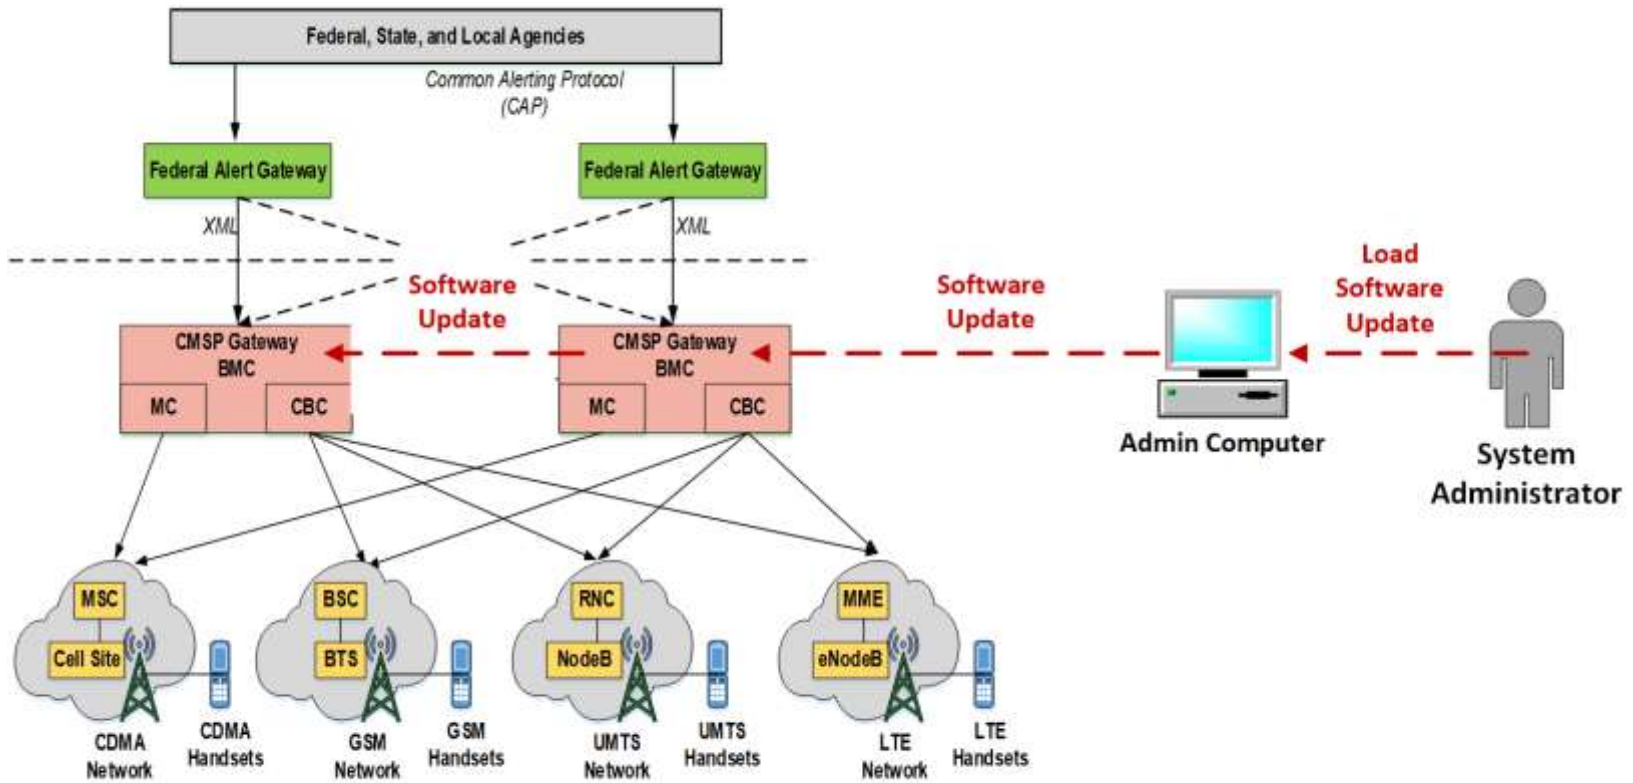 Federal, State, and Local Agencies
Common Alerting Protocol
(CAP)
Federal Alert Gateway
Federal Alert Gateway
XML
XML
Software
Update
Software
Update
Load
Software
Update
CMSP Gateway
BMC
MC
CBC
CMSP Gateway
BMC
MC
CBC
Admin Computer
System
Administrator
MSC
Cell Site
CDMA
Network
CDMA
Handsets
BSC
BTS
GSM
Network
GSM
Handsets
RNC
NodeB
UMTS
Network
UMTS
Handsets
MME
eNodeB
LTE
Network
LTE
Handsets